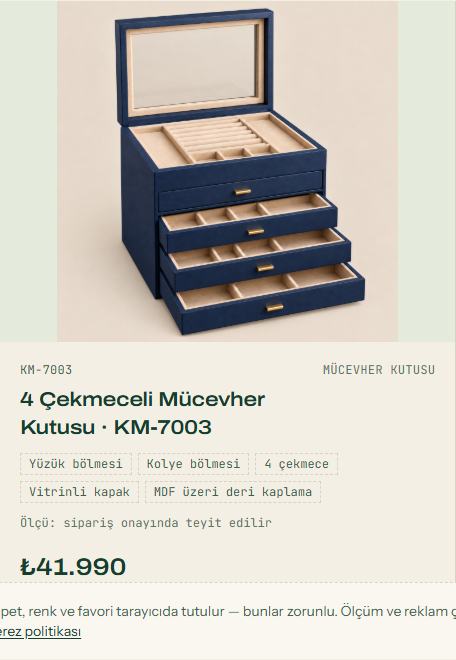 KM-7003
MÜCEVHER KUTUSU
4 Çekmeceli Mücevher
Kutusu · KM-7003
Yüzük bölmesi
Kolye bölmesi
4 çekmece
Vitrinli kapak
MDF üzeri deri kaplama
Ölçü: sipariş onayında teyit edilir
₺41.990
pet, renk ve favori tarayıcıda tutulur — bunlar zorunlu. Ölçüm ve reklam
erez politikası